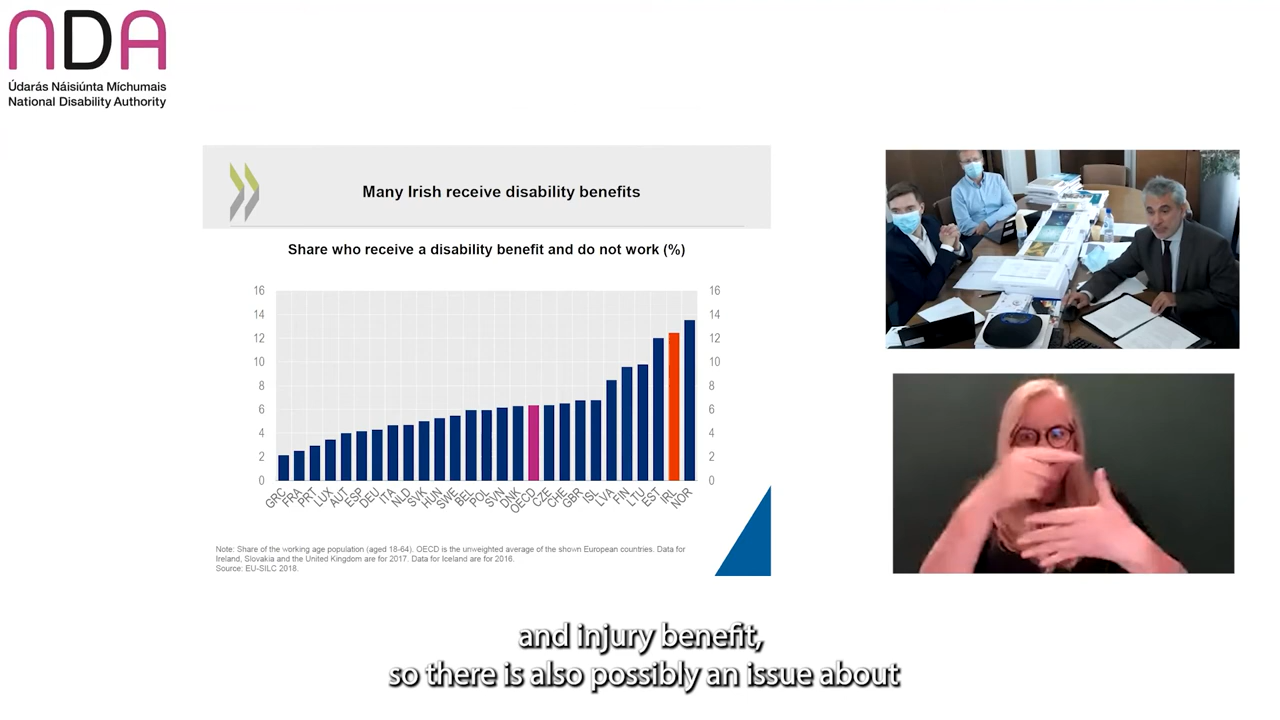 NDA
Údarás Náisiúnta Míchumais
National Disability Authority
Many Irish receive disability benefits
Share who receive a disability benefit and do not work (%)
16 16
14 14
12 12
10 10
8 8
6 6
4 4
2 2
0 0
GRC FRA PRT LUX AUT ESP DEU ITA NLD SVK HUN SWE BEL POL SVN DNK OECD CZE CHE GBR ISL LVA FIN LTU EST IRL NOR
Note: Share of the working age population (aged 18-64). OECD is the unweighted average of the shown European countries. Data for
Ireland, Slovakia and the United Kingdom are for 2017. Data for Iceland are for 2016.
Source: EU-SILC 2018.
and injury benefit,
so there is also possibly an issue about